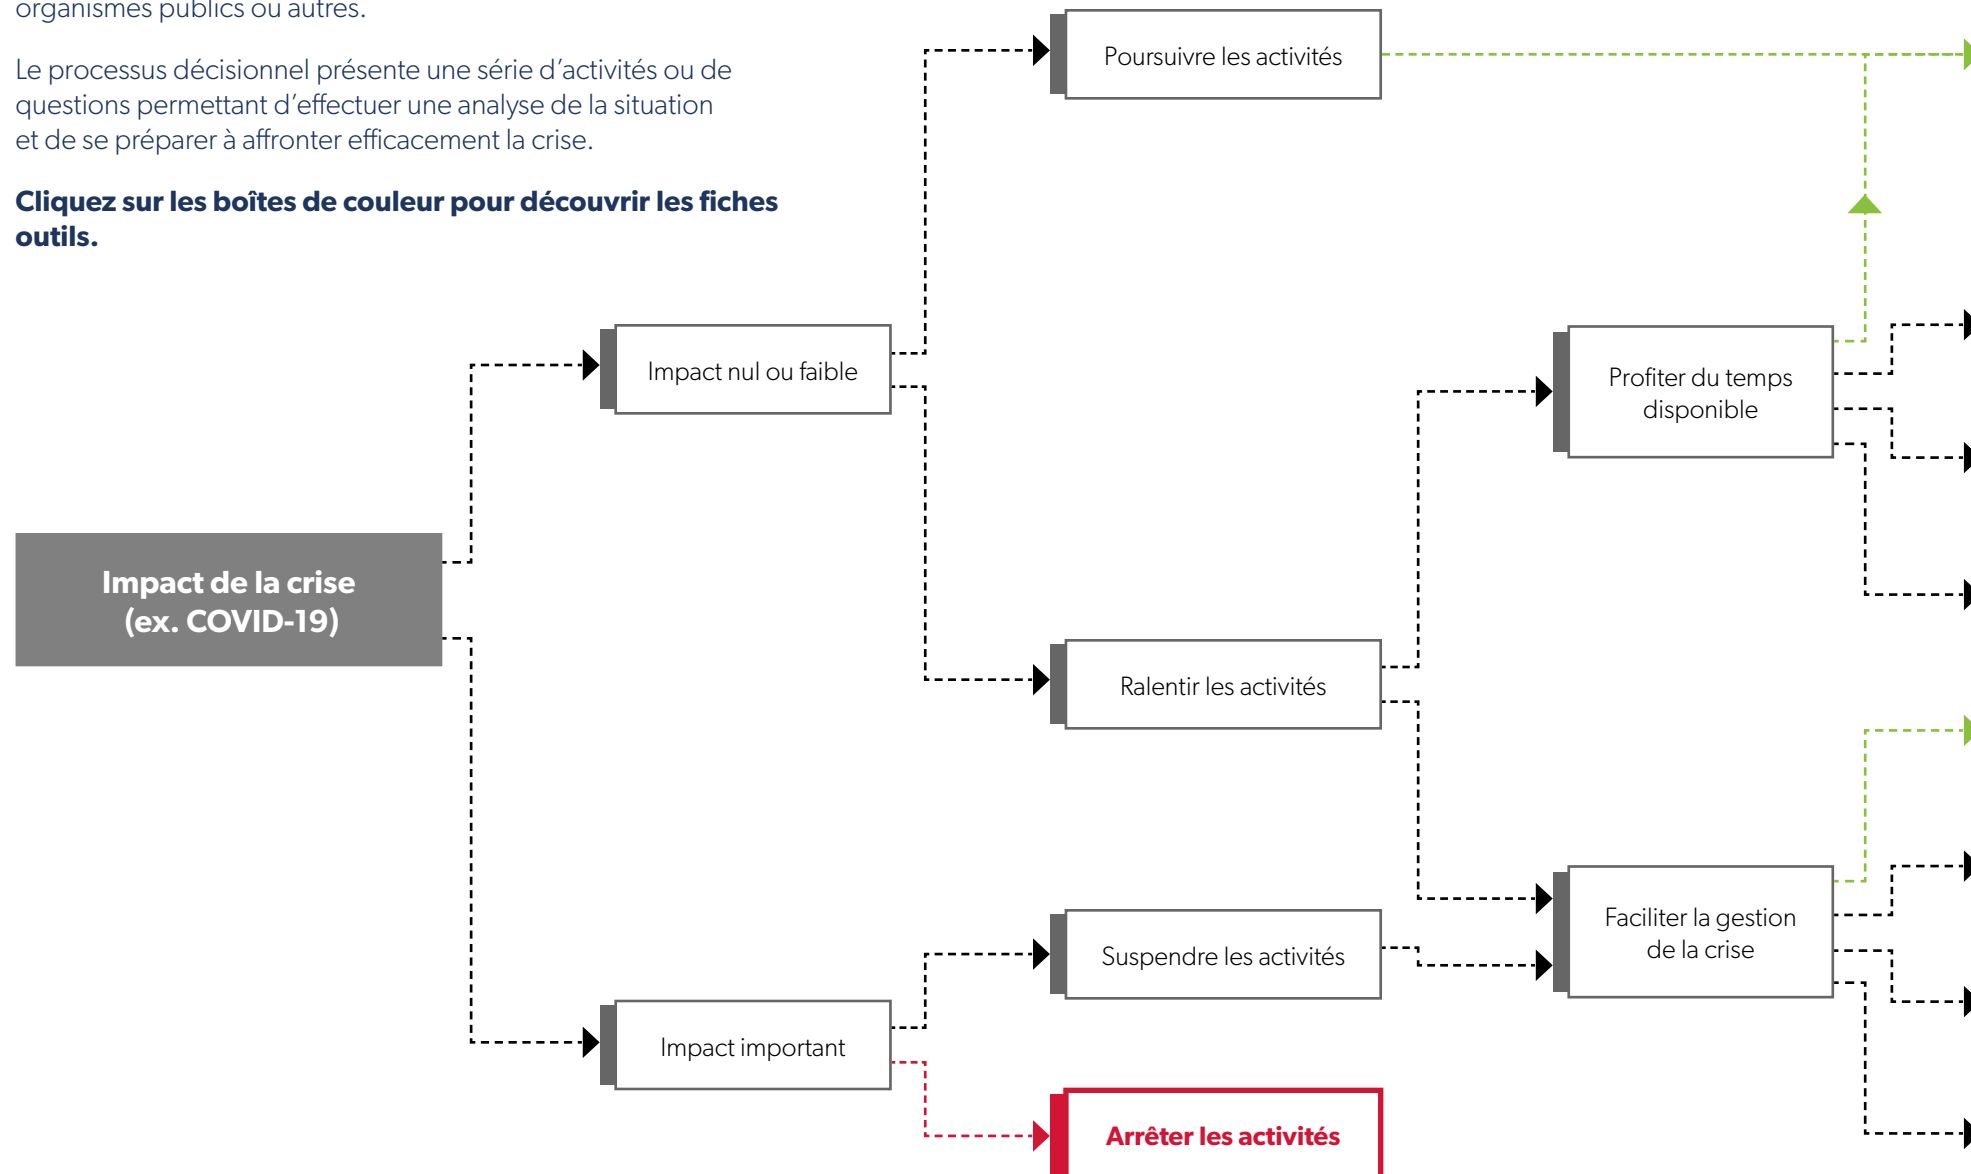 organismes publics ou autres.
Le processus décisionnel présente une série d’activités ou de
questions permettant d’effectuer une analyse de la situation
et de se préparer à affronter efficacement la crise.
Cliquez sur les boîtes de couleur pour découvrir les fiches
outils.
Impact de la crise
(ex. COVID-19)
Impact nul ou faible
Impact important
Poursuivre les activités
Ralentir les activités
Suspendre les activités
Arrêter les activités
Profiter du temps
disponible
Faciliter la gestion
de la crise